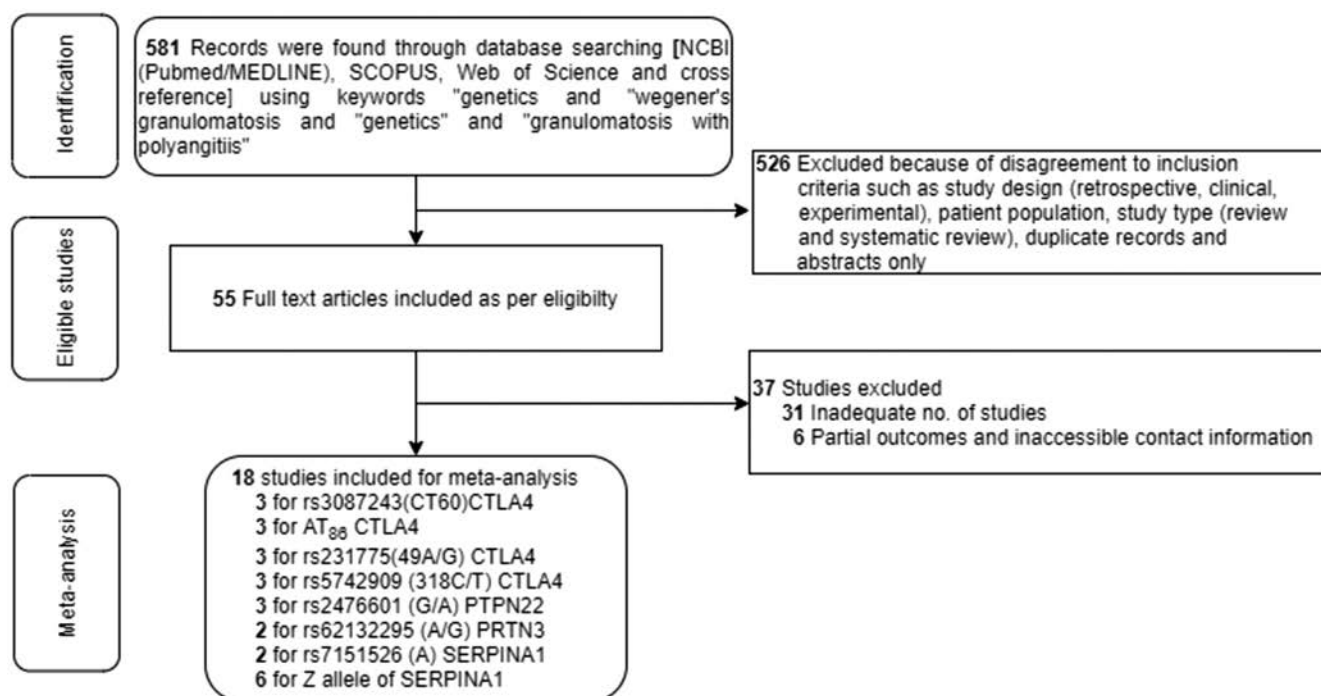 Identification
581 Records were found through database searching [NCBI
(Pubmed/MEDLINE), SCOPUS, Web of Science and cross
reference] using keywords "genetics and "wegener's
granulomatosis and "genetics" and "granulomatosis with
polyangitiis"
526 Excluded because of disagreement to inclusion
criteria such as study design (retrospective, clinical,
experimental), patient population, study type (review
and systematic review), duplicate records and
abstracts only
Eligible studies
55 Full text articles included as per eligibilty
37 Studies excluded
31 Inadequate no. of studies
6 Partial outcomes and inaccessible contact information
Meta-analysis
18 studies included for meta-analysis
3 for rs3087243(CT60)CTLA4
3 for AT86 CTLA4
3 for rs231775(49A/G) CTLA4
3 for rs5742909 (318C/T) CTLA4
3 for rs2476601 (G/A) PTPN22
2 for rs62132295 (A/G) PRTN3
2 for rs7151526 (A) SERPINA1
6 for Z allele of SERPINA1